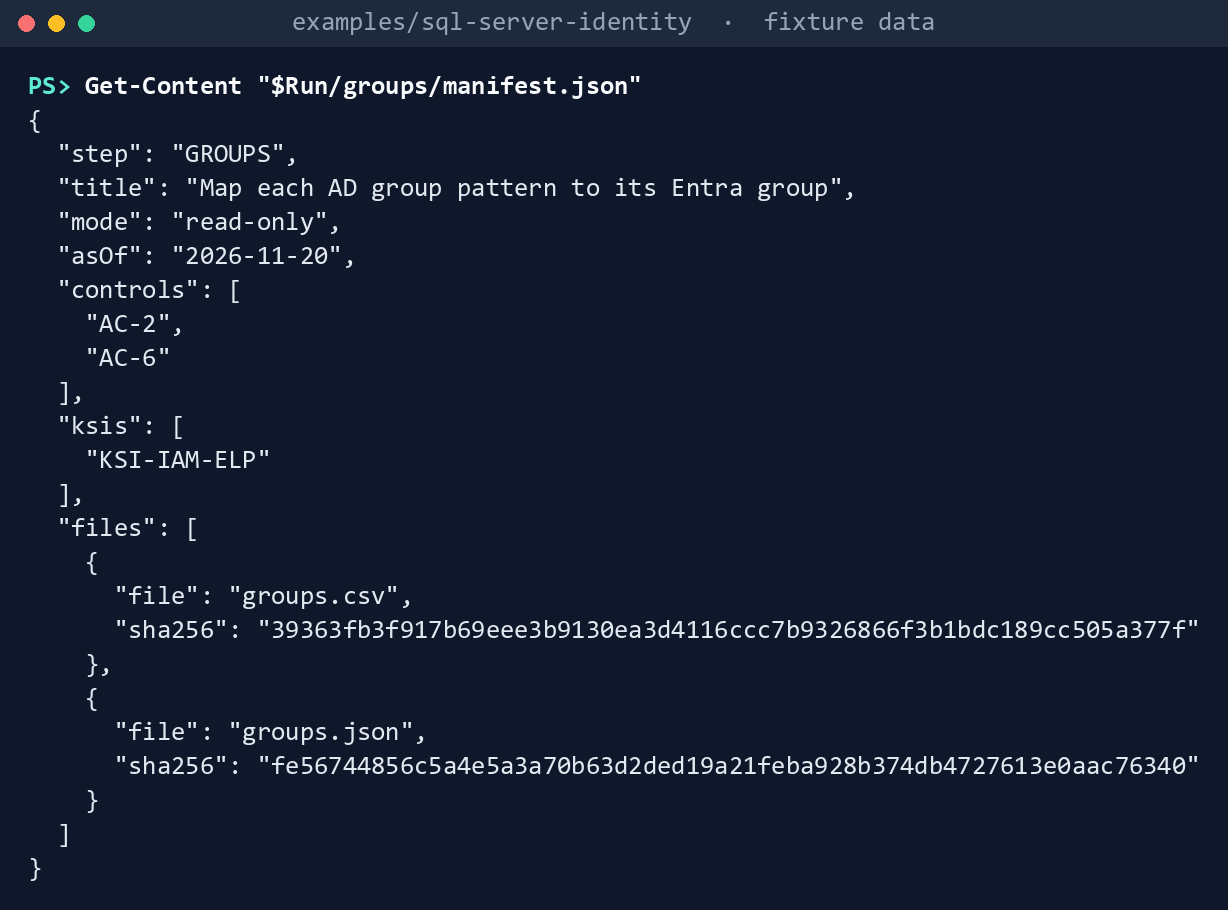 examples/sql-server-identity · fixture data
PS> Get-Content "$Run/groups/manifest.json"
{
  "step": "GROUPS",
  "title": "Map each AD group pattern to its Entra group",
  "mode": "read-only",
  "asOf": "2026-11-20",
  "controls": [
    "AC-2",
    "AC-6"
  ],
  "ksis": [
    "KSI-IAM-ELP"
  ],
  "files": [
    {
      "file": "groups.csv",
      "sha256": "39363fb3f917b69eee3b9130ea3d4116ccc7b9326866f3b1bdc189cc505a377f"
    },
    {
      "file": "groups.json",
      "sha256": "fe56744856c5a4e5a3a70b63d2ded19a21feba928b374db4727613e0aac76340"
    }
  ]
}